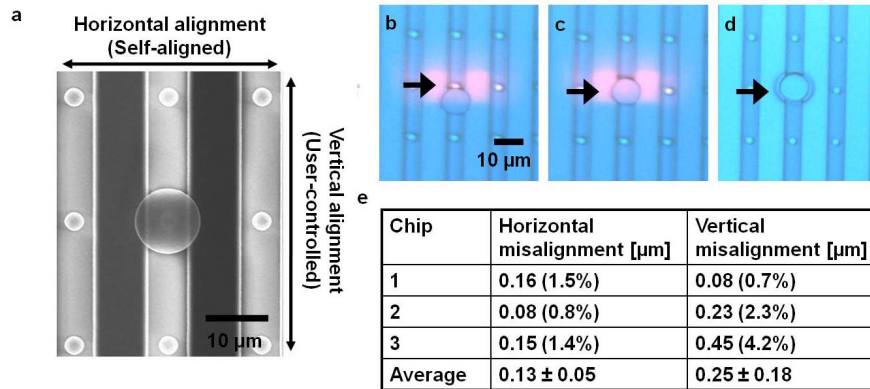 a
Horizontal alignment
(Self-aligned)
Vertical alignment
(User-controlled)
10 µm
b
c
d
10 µm
e
Chip
Horizontal
misalignment [µm]
Vertical
misalignment [µm]
1
0.16 (1.5%)
0.08 (0.7%)
2
0.08 (0.8%)
0.23 (2.3%)
3
0.15 (1.4%)
0.45 (4.2%)
Average
0.13 ± 0.05
0.25 ± 0.18